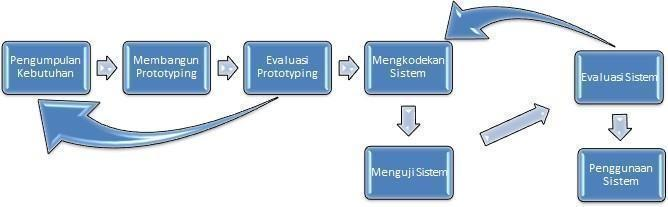 Pengumpulan
Kebutuhan
Membangun
Prototyping
Evaluasi
Prototyping
Mengkodekan
Sistem
Menguji Sistem
Evaluasi Sistem
Penggunaan
Sistem